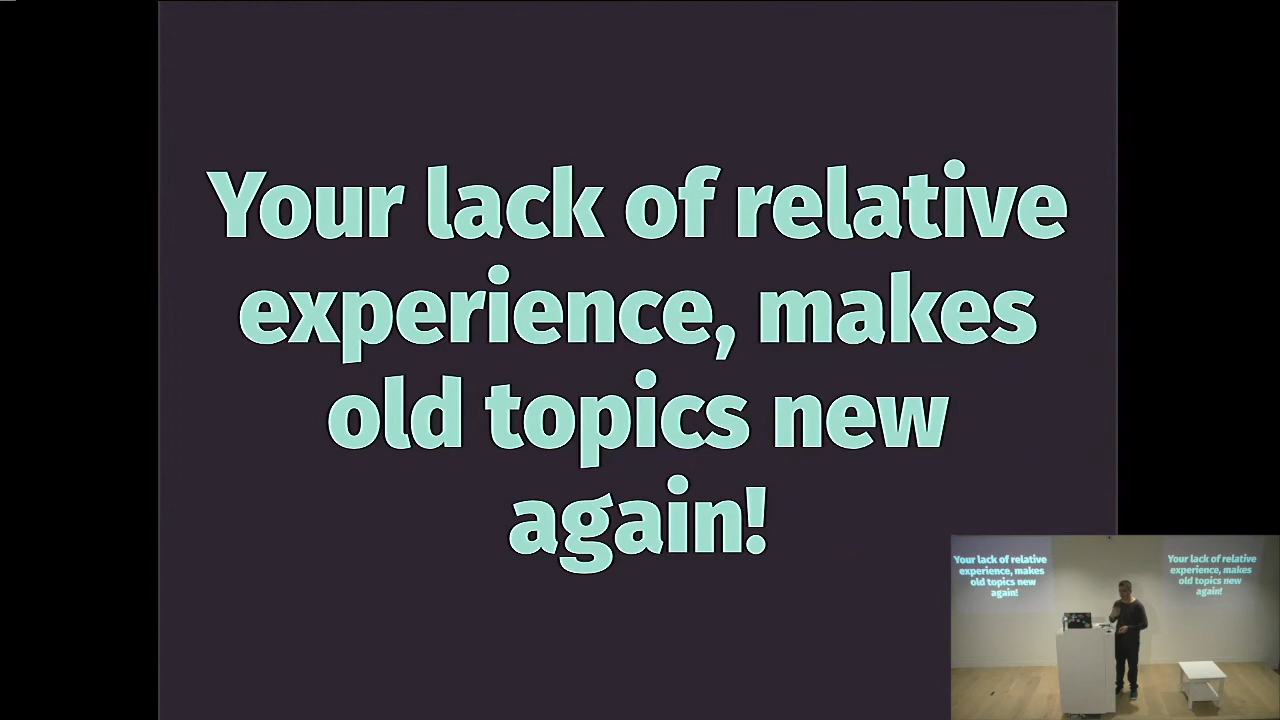 Your lack of relative
experience, makes
old topics new
again!
Your lack of relative
experience, makes
old topics new
again!
Your lack of relative
experience, makes
old topics new
again!